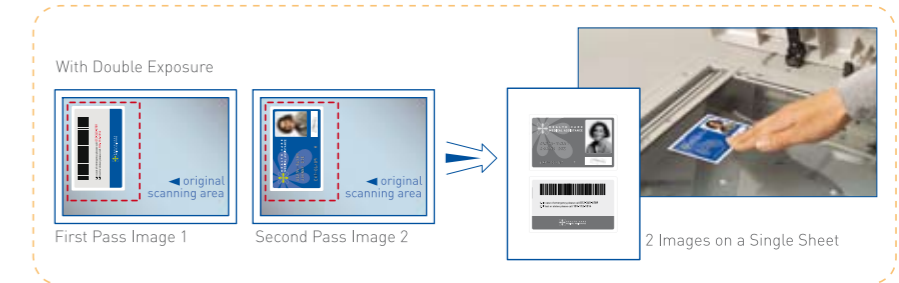 With Double Exposure
◄ original
scanning area
◄ original
scanning area
First Pass Image 1
Second Pass Image 2
2 Images on a Single Sheet